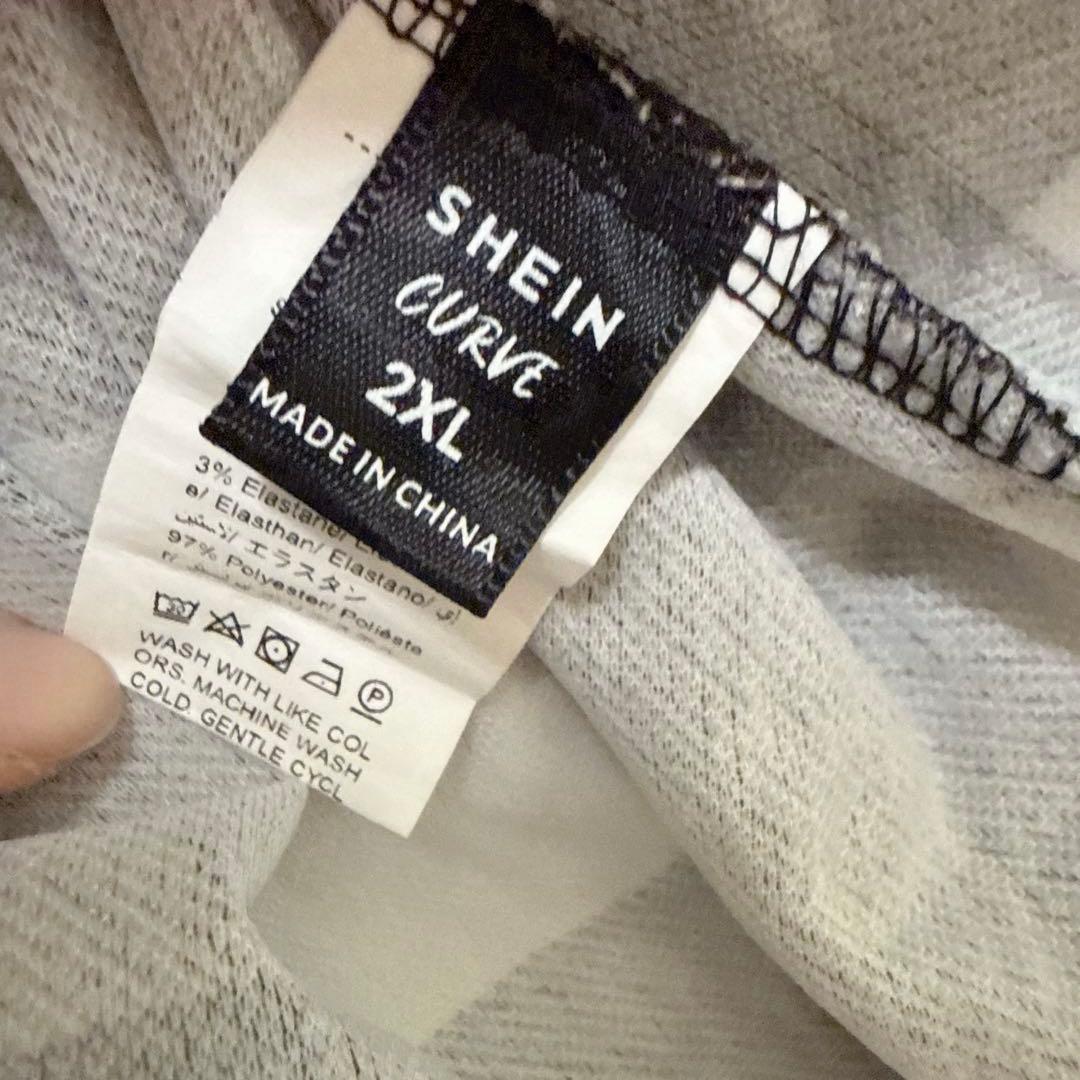 SHEIN
CURVE
2XL
MADE IN CHINA
3% Elastane/
e/ Elasthan/ Elastano/
エラスタン
97% Polyester/ Poliéste
r/
P
WASH WITH LIKE COL
ORS. MACHINE WASH
COLD. GENTLE CYCL